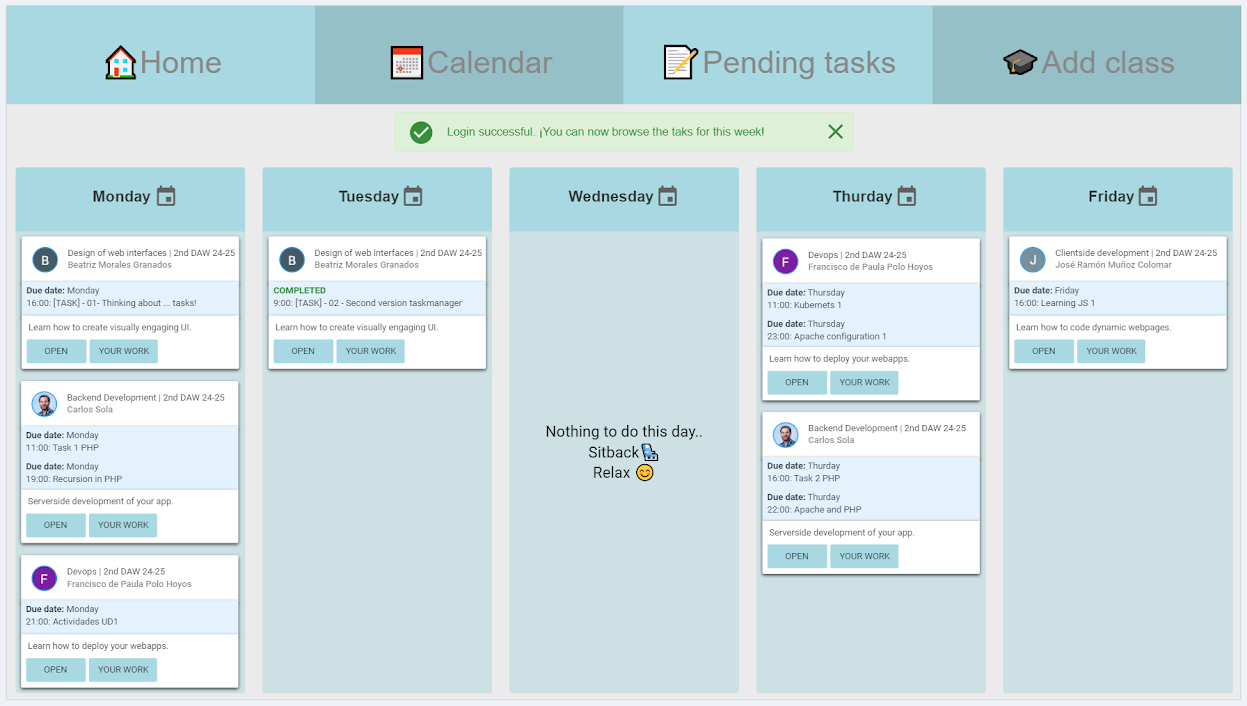 Home
Calendar
Pending tasks
Add class
Login successful. ¡You can now browse the taks for this week!
Monday
B
Design of web interfaces | 2nd DAW 24-25
Beatriz Morales Granados
Due date: Monday
16:00: [TASK] - 01- Thinking about ... tasks!
Learn how to create visually engaging UI.
OPEN
YOUR WORK
Backend Development | 2nd DAW 24-25
Carlos Sola
Due date: Monday
11:00: Task 1 PHP
Due date: Monday
19:00: Recursion in PHP
Serverside development of your app.
OPEN
YOUR WORK
F
Devops | 2nd DAW 24-25
Francisco de Paula Polo Hoyos
Due date: Monday
21:00: Actividades UD1
Learn how to deploy your webapps.
OPEN
YOUR WORK
Tuesday
B
Design of web interfaces | 2nd DAW 24-25
Beatriz Morales Granados
COMPLETED
9:00: [TASK] - 02 - Second version taskmanager
Learn how to create visually engaging UI.
OPEN
YOUR WORK
Wednesday
Nothing to do this day..
Sitback
Relax
Thurday
F
Devops | 2nd DAW 24-25
Francisco de Paula Polo Hoyos
Due date: Thursday
11:00: Kubernets 1
Due date: Thursday
23:00: Apache configuration 1
Learn how to deploy your webapps.
OPEN
YOUR WORK
Backend Development | 2nd DAW 24-25
Carlos Sola
Due date: Thurday
16:00: Task 2 PHP
Due date: Thurday
22:00: Apache and PHP
Serverside development of your app.
OPEN
YOUR WORK
Friday
J
Clientside development | 2nd DAW 24-25
José Ramón Muñoz Colomar
Due date: Friday
16:00: Learning JS 1
Learn how to code dynamic webpages.
OPEN
YOUR WORK